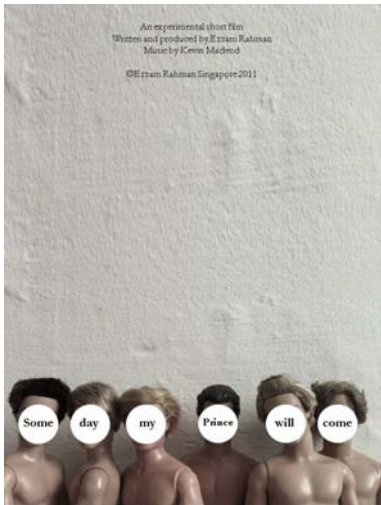 An experimental short film
Written and produced by Ezzam Rahman
Music by Kevin Macleod
©Ezzam Rahman Singapore 2011
Some day my Prince will come